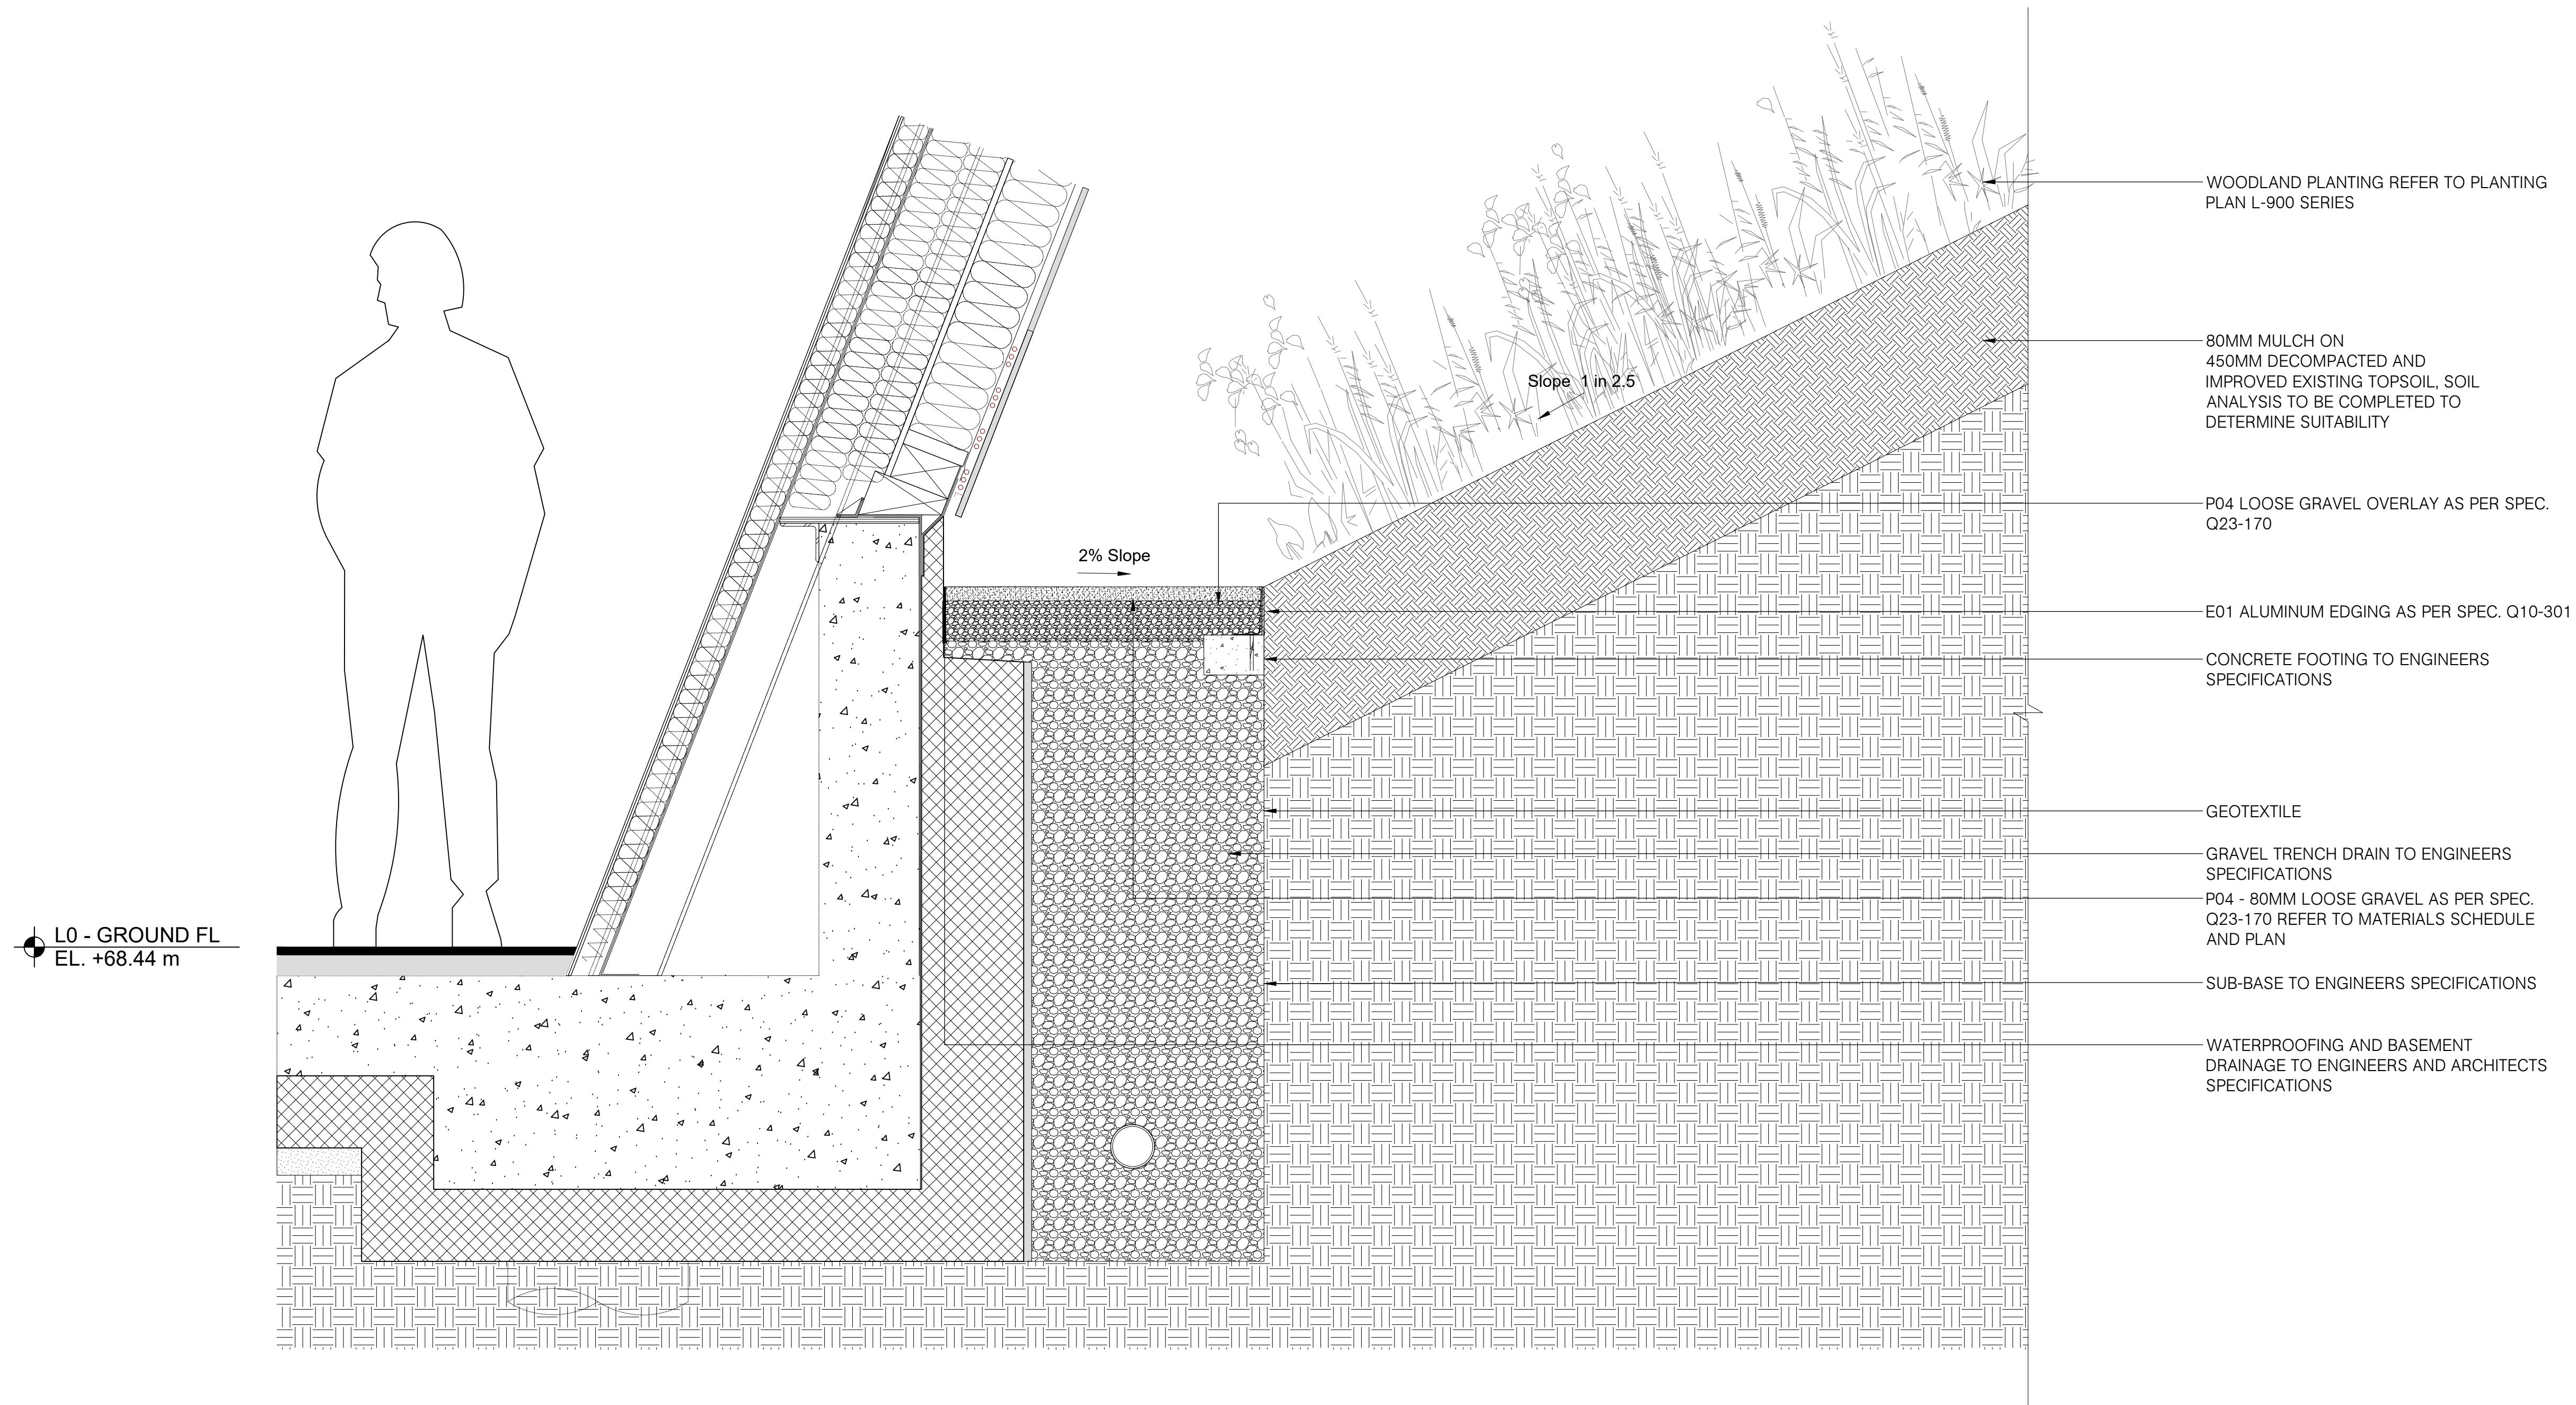 WOODLAND PLANTING REFER TO PLANTING
PLAN L-900 SERIES
80MM MULCH ON
450MM DECOMPACTED AND
IMPROVED EXISTING TOPSOIL, SOIL
ANALYSIS TO BE COMPLETED TO
DETERMINE SUITABILITY
Slope 1 in 2.5
P04 LOOSE GRAVEL OVERLAY AS PER SPEC.
Q23-170
2% Slope
E01 ALUMINUM EDGING AS PER SPEC. Q10-301
CONCRETE FOOTING TO ENGINEERS
SPECIFICATIONS
GEOTEXTILE
GRAVEL TRENCH DRAIN TO ENGINEERS
SPECIFICATIONS
P04 - 80MM LOOSE GRAVEL AS PER SPEC.
Q23-170 REFER TO MATERIALS SCHEDULE
AND PLAN
L0 - GROUND FL
EL. +68.44 m
SUB-BASE TO ENGINEERS SPECIFICATIONS
WATERPROOFING AND BASEMENT
DRAINAGE TO ENGINEERS AND ARCHITECTS
SPECIFICATIONS